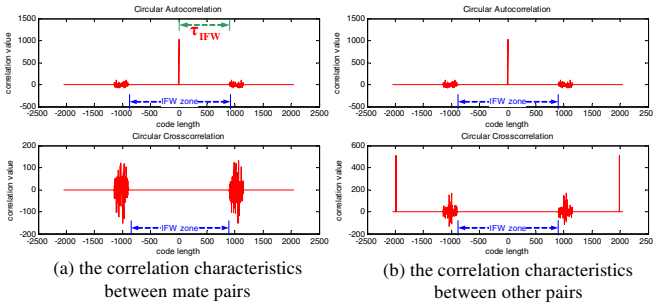 Circular Autocorrelation
correlation value
1500
1000
500
0
-500
τIFW
IFW zone
-2500 -2000 -1500 -1000 -500 0 500 1000 1500 2000 2500
code length
Circular Crosscorrelation
correlation value
200
100
0
-100
-200
IFW zone
-2500 -2000 -1500 -1000 -500 0 500 1000 1500 2000 2500
code length
(a) the correlation characteristics
between mate pairs
Circular Autocorrelation
correlation value
1500
1000
500
0
-500
IFW zone
-2500 -2000 -1500 -1000 -500 0 500 1000 1500 2000 2500
code length
Circular Crosscorrelation
correlation value
600
400
200
0
-200
IFW zone
-2500 -2000 -1500 -1000 -500 0 500 1000 1500 2000 2500
code length
(b) the correlation characteristics
between other pairs